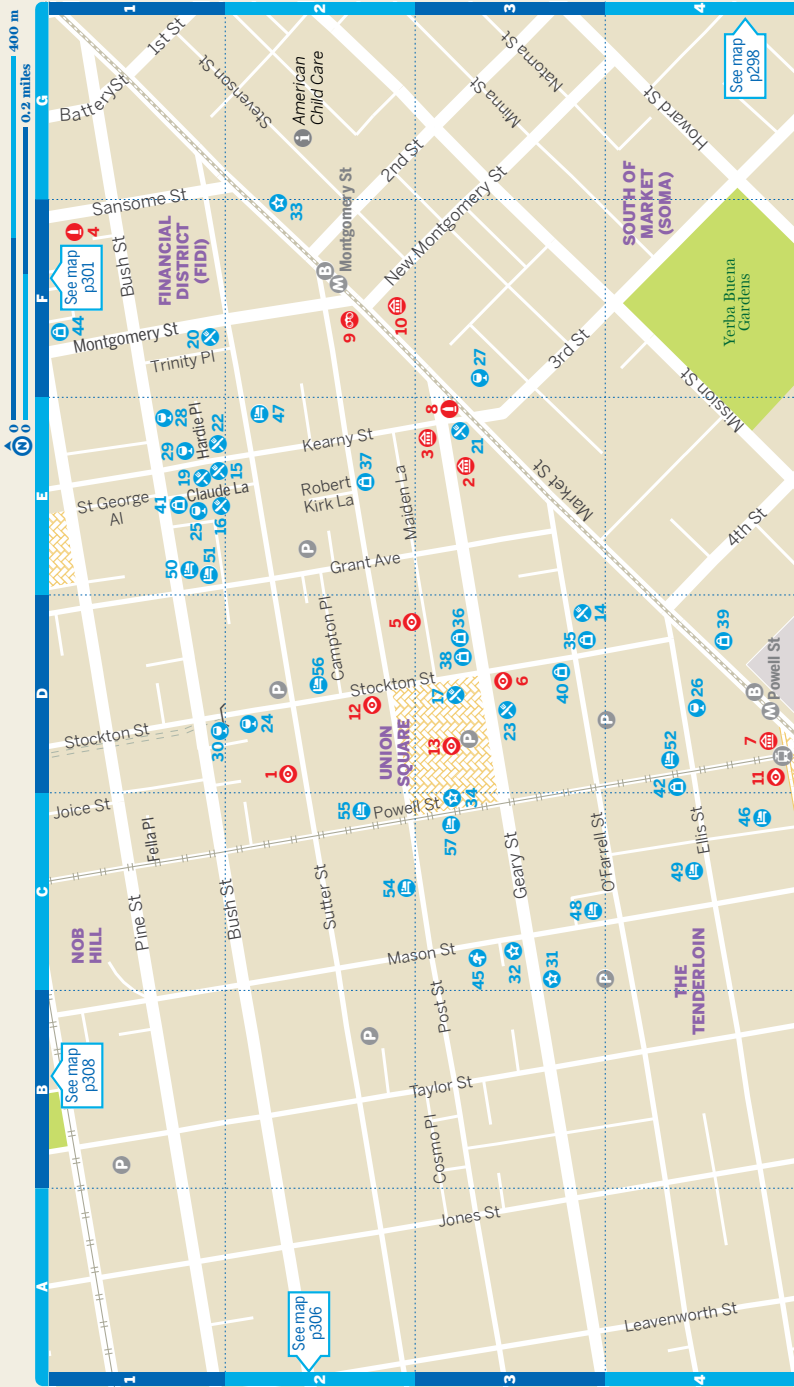 N
0
400 m
0
0.2 miles
A
B
C
D
E
F
G
1
2
3
4
1
2
3
4
See map
p308
See map
p301
See map
p306
See map
p298
NOB
HILL
FINANCIAL
DISTRICT
(FIDI)
UNION
SQUARE
THE
TENDERLOIN
SOUTH OF
MARKET
(SOMA)
Yerba Buena
Gardens
Joice St
Fella Pl
Pine St
Bush St
Sutter St
Stockton St
Stockton St
Campton Pl
Grant Ave
St George
Al
Claude La
Hardie Pl
Robert
Kirk La
Kearny St
Maiden La
Trinity Pl
Montgomery St
Bush St
Sansome St
Battery St
1st St
Stevenson St
i
American
Child Care
M
B
Montgomery St
2nd St
New Montgomery St
Minna St
Natoma St
Howard St
3rd St
Mission St
Market St
4th St
Powell St
Geary St
O'Farrell St
Ellis St
Mason St
Post St
Taylor St
Cosmo Pl
Jones St
Leavenworth St
M
B
Powell St
P
P
P
P
P
P
P
1
2
3
4
5
6
7
8
9
10
11
12
13
14
15
16
17
19
20
21
22
23
24
25
26
27
28
29
30
31
32
33
34
35
36
37
38
39
40
41
42
44
45
46
47
48
49
50
51
52
54
55
56
57